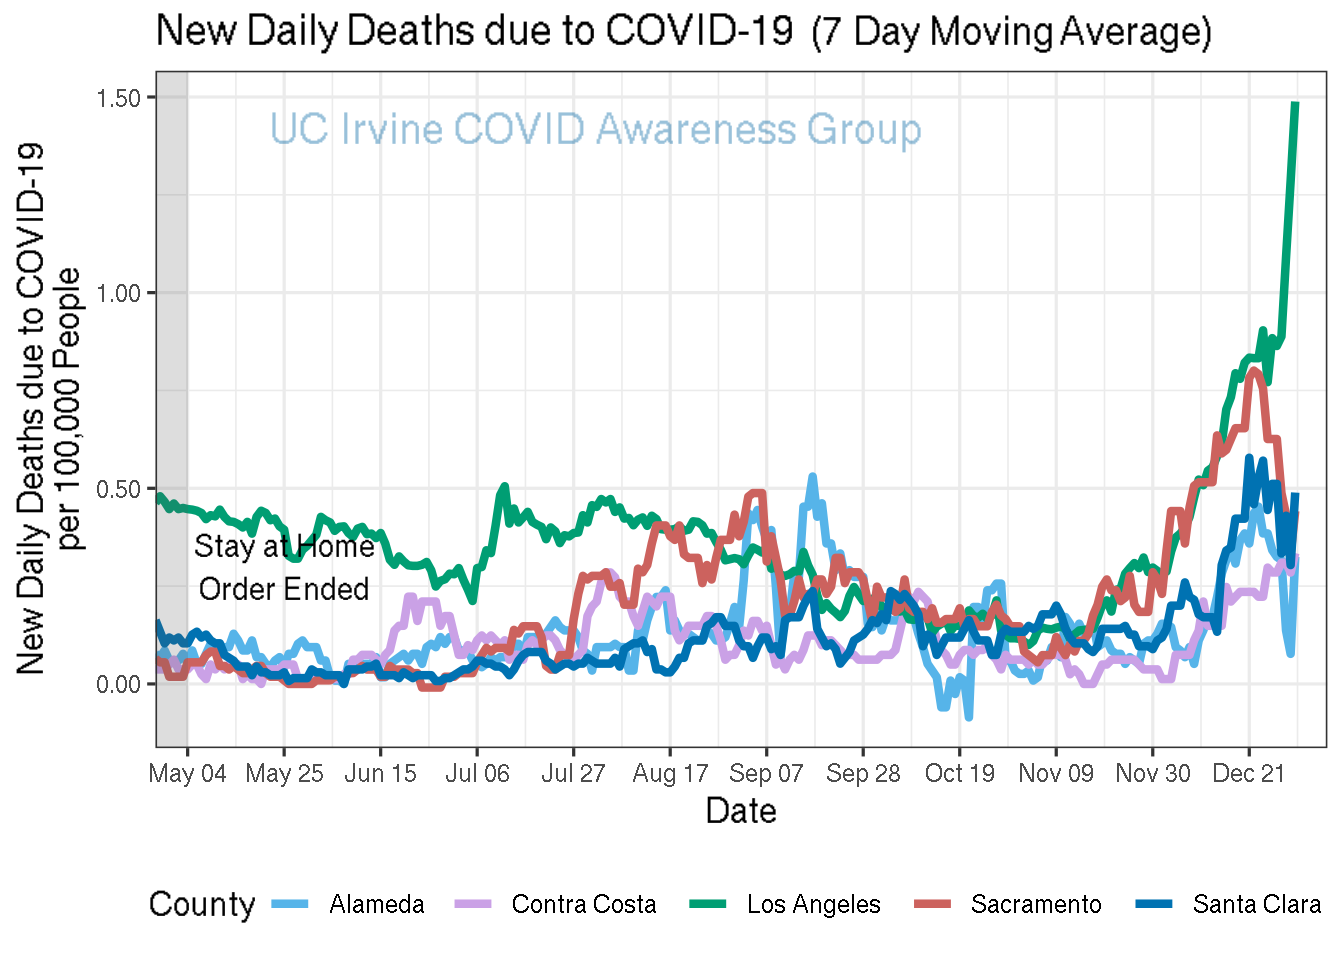 New Daily Deaths due to COVID-19 (7 Day Moving Average)
UC Irvine COVID Awareness Group
New Daily Deaths due to COVID-19
per 100,000 People
1.50
1.00
0.50
0.00
Stay at Home
Order Ended
May 04 May 25 Jun 15 Jul 06 Jul 27 Aug 17 Sep 07 Sep 28 Oct 19 Nov 09 Nov 30 Dec 21
Date
County Alameda Contra Costa Los Angeles Sacramento Santa Clara